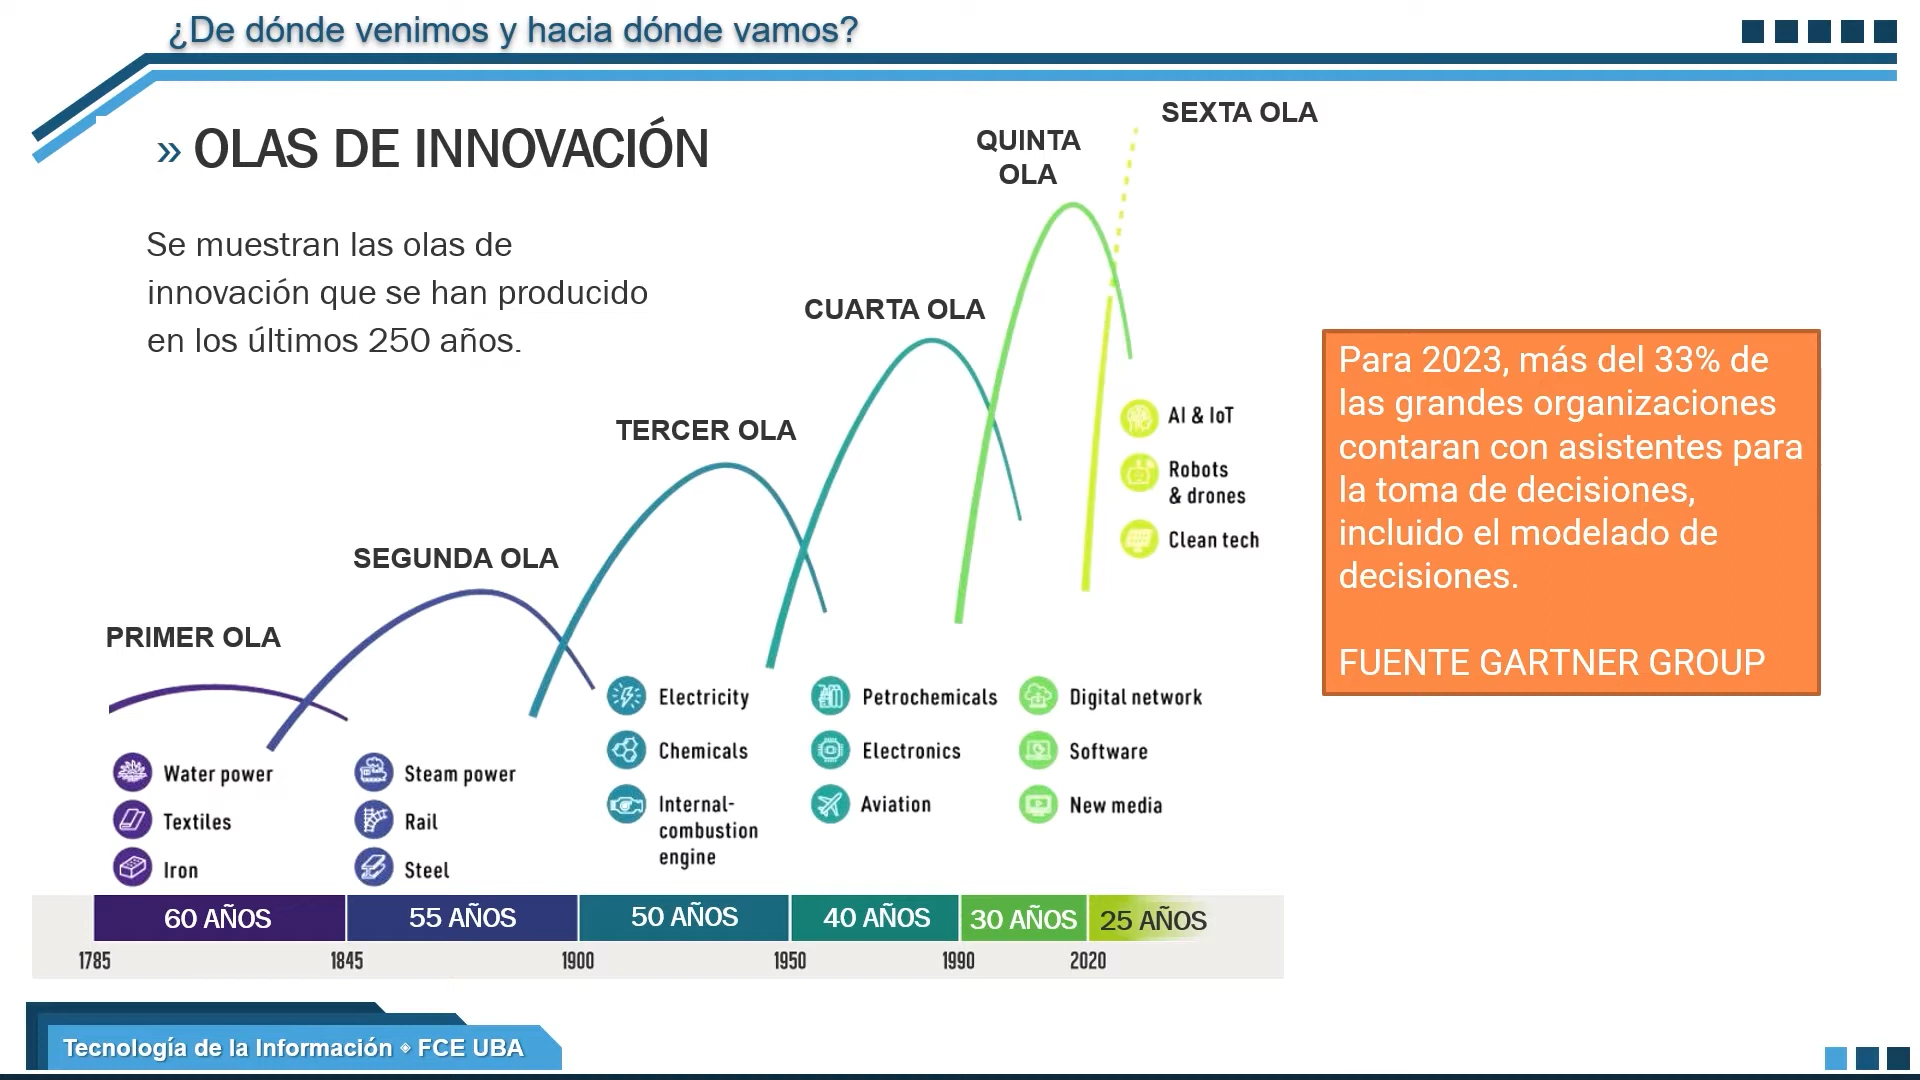 ¿De dónde venimos y hacia dónde vamos?
» OLAS DE INNOVACIÓN
Se muestran las olas de
innovación que se han producido
en los últimos 250 años.
PRIMER OLA
SEGUNDA OLA
TERCER OLA
CUARTA OLA
QUINTA
OLA
SEXTA OLA
Water power
Textiles
Iron
Steam power
Rail
Steel
Electricity
Chemicals
Internal-
combustion
engine
Petrochemicals
Electronics
Aviation
Digital network
Software
New media
AI & IoT
Robots
& drones
Clean tech
60 AÑOS
55 AÑOS
50 AÑOS
40 AÑOS
30 AÑOS
25 AÑOS
1785
1845
1900
1950
1990
2020
Para 2023, más del 33% de
las grandes organizaciones
contaran con asistentes para
la toma de decisiones,
incluido el modelado de
decisiones.
FUENTE GARTNER GROUP
Tecnología de la Información ◈ FCE UBA